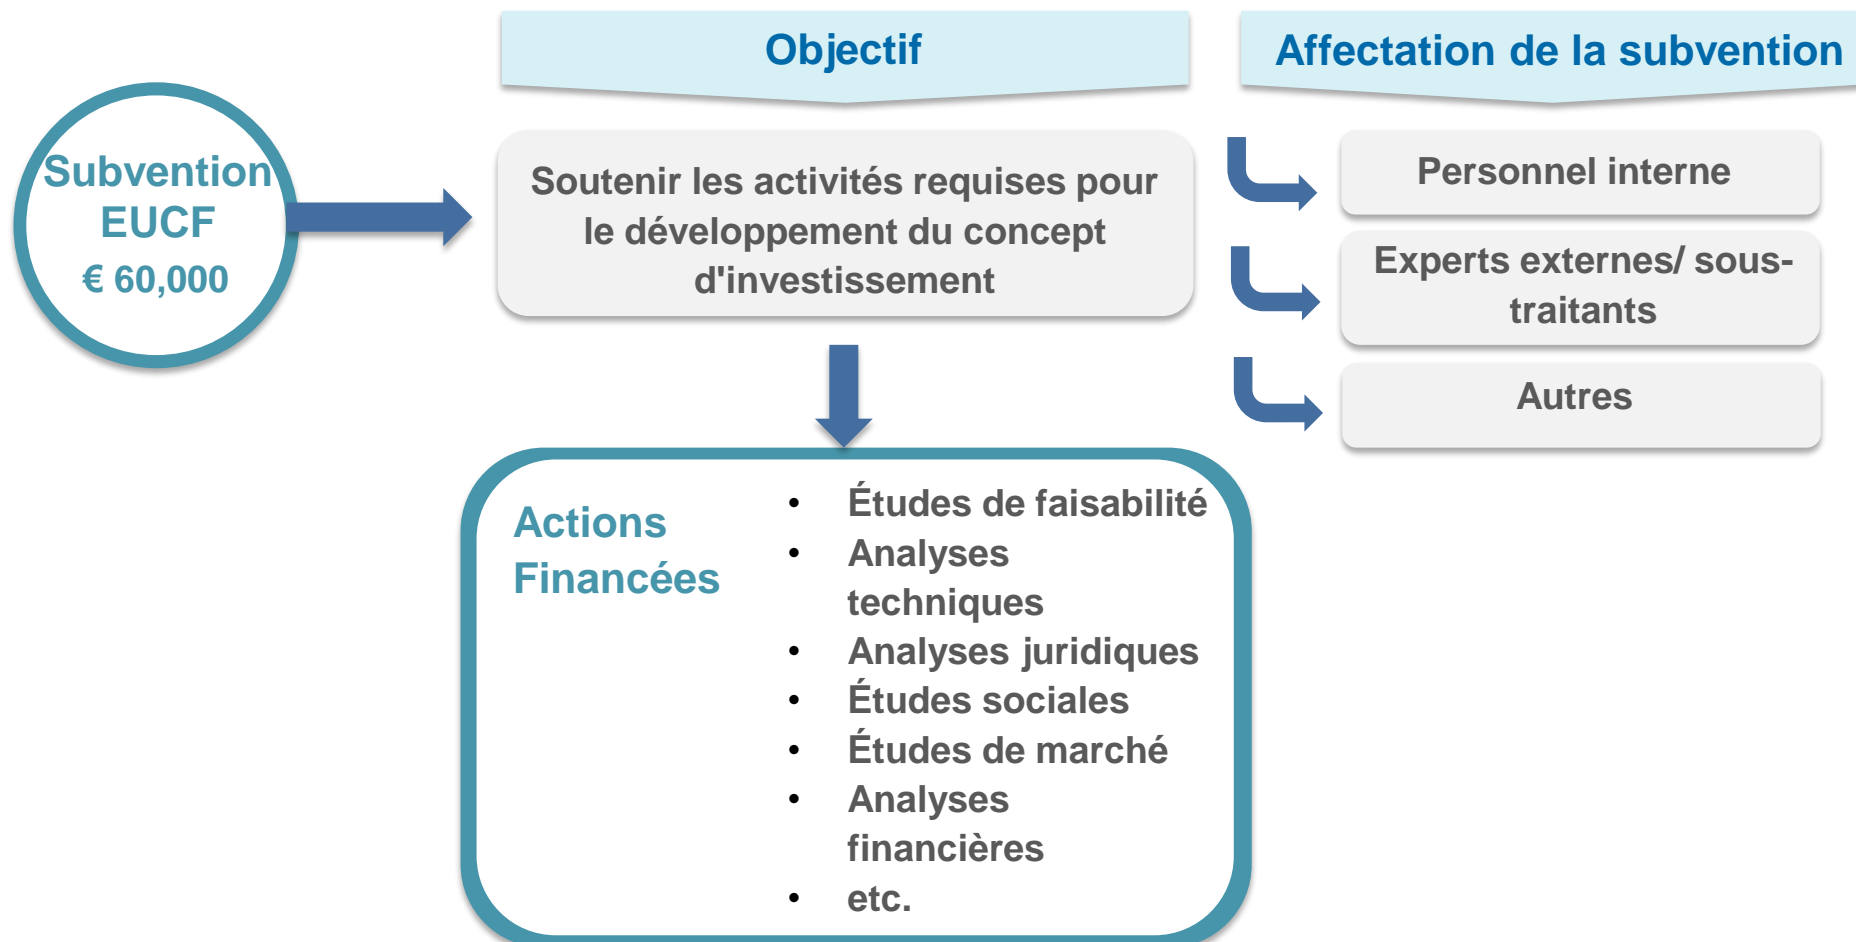 Objectif
Affectation de la subvention
Subvention
EUCF
€ 60,000
Soutenir les activités requises pour
le développement du concept
d'investissement
Personnel interne
Experts externes/ sous-
traitants
Autres
Actions
Financées
• Études de faisabilité
• Analyses
techniques
• Analyses juridiques
• Études sociales
• Études de marché
• Analyses
financières
• etc.